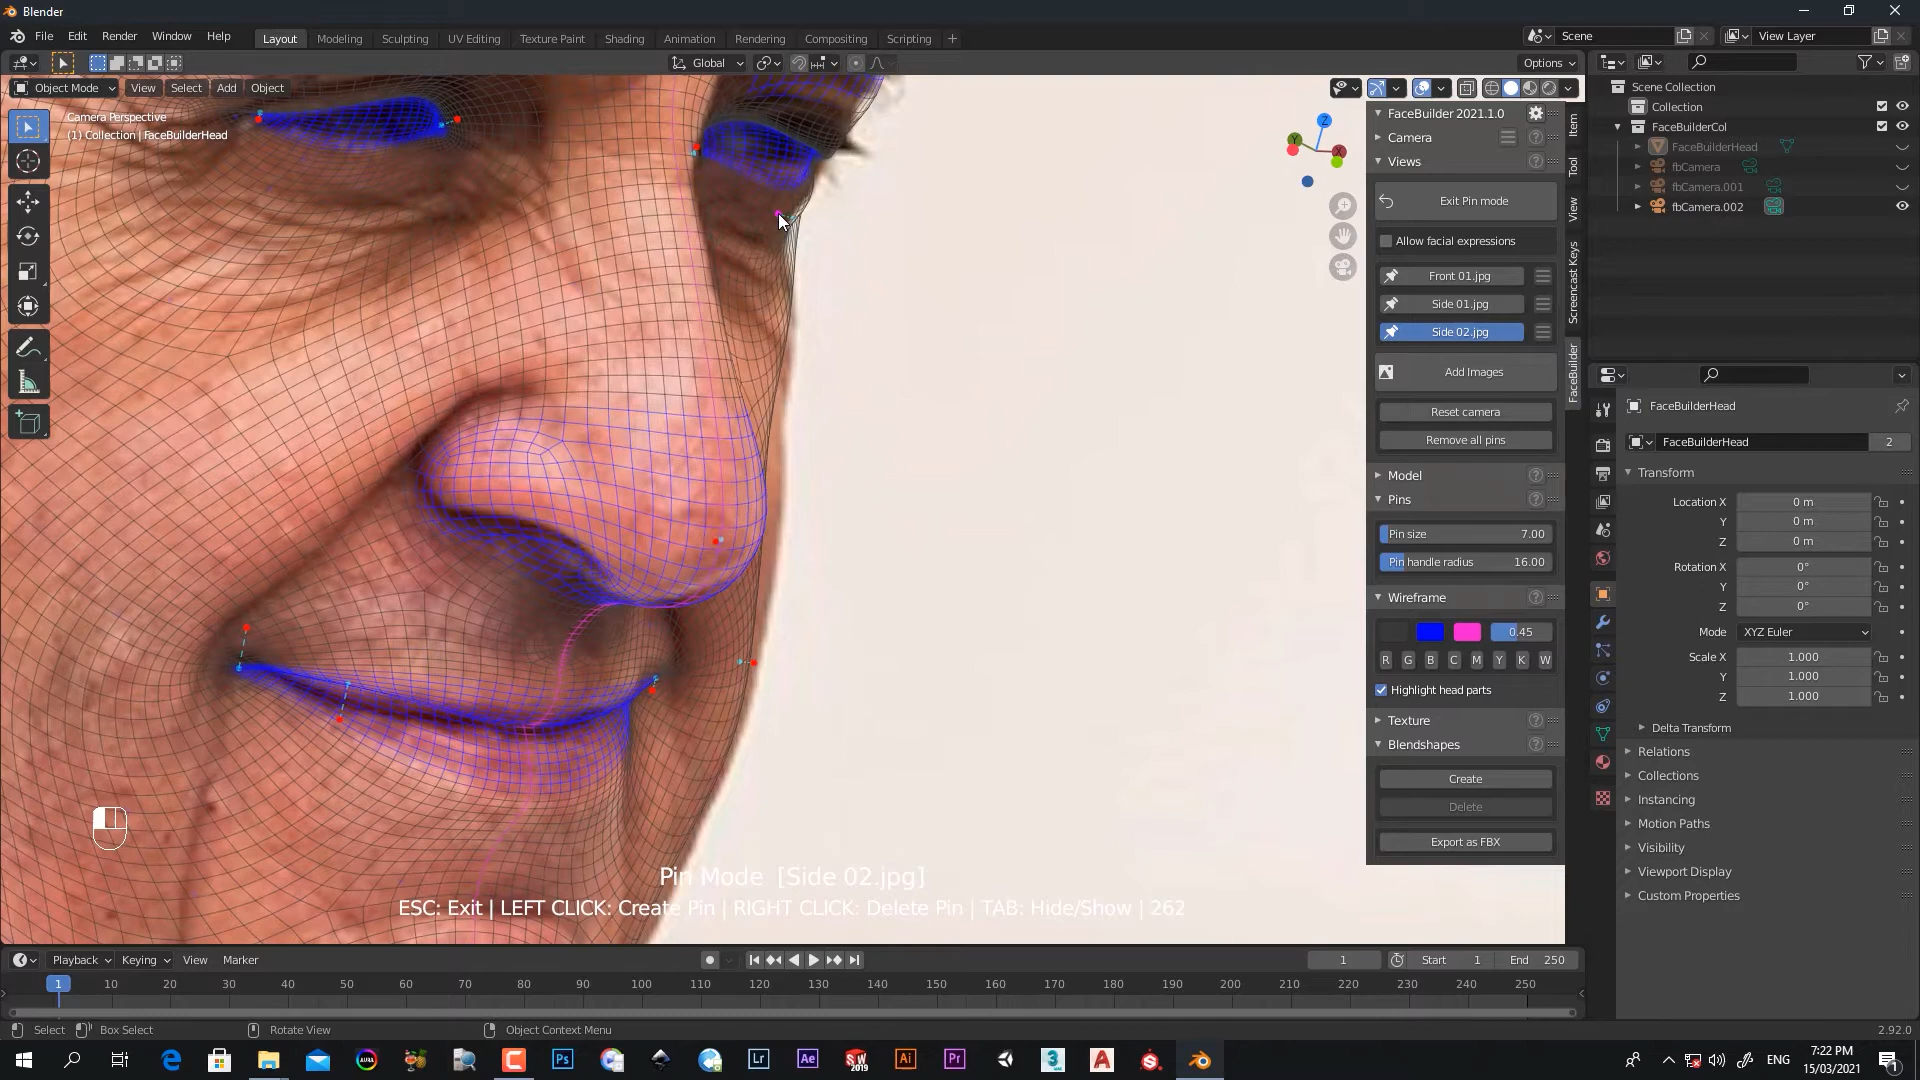 Blender
File Edit Render Window Help
Layout Modeling Sculpting UV Editing Texture Paint Shading Animation Rendering Compositing Scripting +
Scene
View Layer
Global
Options
Object Mode View Select Add Object
Camera Perspective
(1) Collection | FaceBuilderHead
FaceBuilder 2021.1.0
Camera
Views
Exit Pin mode
Allow facial expressions
Front 01.jpg
Side 01.jpg
Side 02.jpg
Add Images
Reset camera
Remove all pins
Model
Pins
Pin size 7.00
Pin handle radius 16.00
Wireframe
0.45
R G B C M Y K W
Highlight head parts
Texture
Blendshapes
Create
Delete
Export as FBX
Item
Tool
View
Screencast Keys
FaceBuilder
Z
Y
X
Scene Collection
Collection
FaceBuilderCol
FaceBuilderHead
fbCamera
fbCamera.001
fbCamera.002
FaceBuilderHead
FaceBuilderHead 2
Transform
Location X 0 m
Y 0 m
Z 0 m
Rotation X 0°
Y 0°
Z 0°
Mode XYZ Euler
Scale X 1.000
Y 1.000
Z 1.000
Delta Transform
Relations
Collections
Instancing
Motion Paths
Visibility
Viewport Display
Custom Properties
Pin Mode [Side 02.jpg]
ESC: Exit | LEFT CLICK: Create Pin | RIGHT CLICK: Delete Pin | TAB: Hide/Show | 262
Playback Keying View Marker
1
Start 1 End 250
1 10 20 30 40 50 60 70 80 90 100 110 120 130 140 150 160 170 180 190 200 210 220 230 240 250
Select Box Select Rotate View Object Context Menu
2.92.0
AURA Ps Lr Ae SW 2019 Ai Pr 3 A S
ENG
7:22 PM
15/03/2021
1